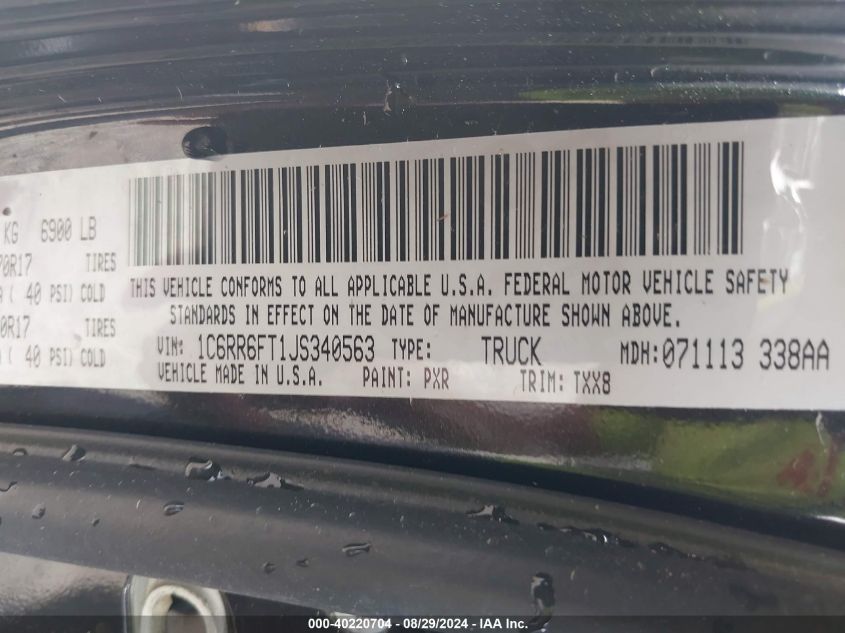 KG 6900 LB
70R17 TIRES
( 40 PSI) COLD
0R17 TIRES
( 40 PSI) COLD
THIS VEHICLE CONFORMS TO ALL APPLICABLE U.S.A. FEDERAL MOTOR VEHICLE SAFETY
STANDARDS IN EFFECT ON THE DATE OF MANUFACTURE SHOWN ABOVE.
VIN: 1C6RR6FT1JS340563 TYPE: TRUCK MDH:071113 338AA
VEHICLE MADE IN U.S.A. PAINT: PXR TRIM: TXX8
000-40220704 - 08/29/2024 - IAA Inc.